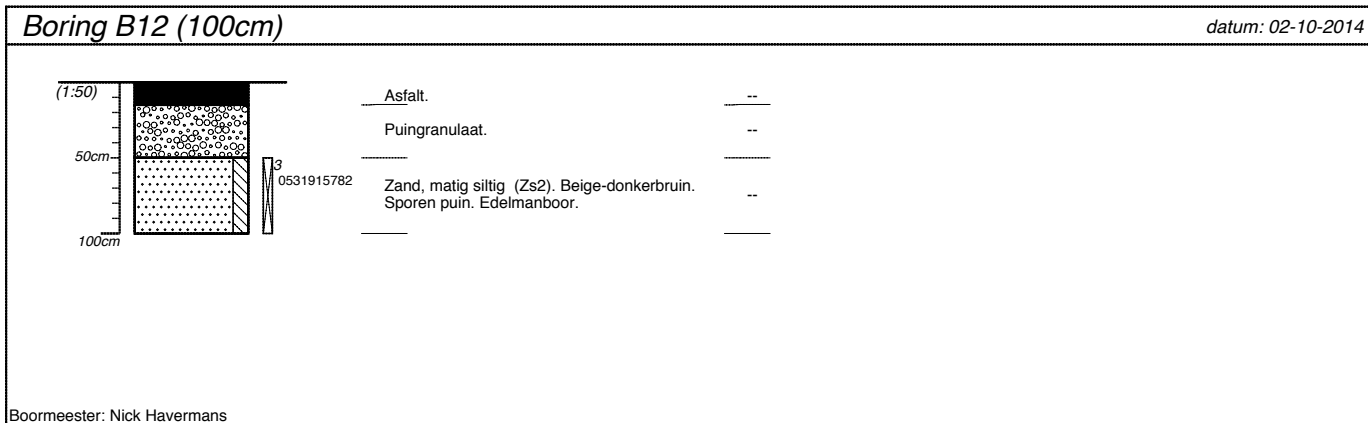 Boring B12 (100cm)
datum: 02-10-2014
(1:50)
Asfalt.
--
Puingranulaat.
--
50cm
3
0531915782
Zand, matig siltig (Zs2). Beige-donkerbruin.
Sporen puin. Edelmanboor.
--
100cm
Boormeester: Nick Havermans